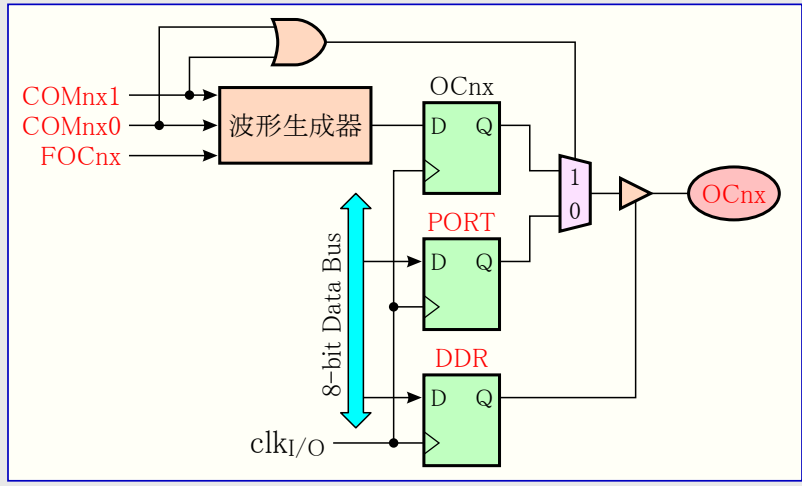 OCnx
COMnx1
COMnx0
FOCnx
波形生成器
D Q
1
0
OCnx
PORT
D Q
8-bit Data Bus
DDR
D Q
clkI/O